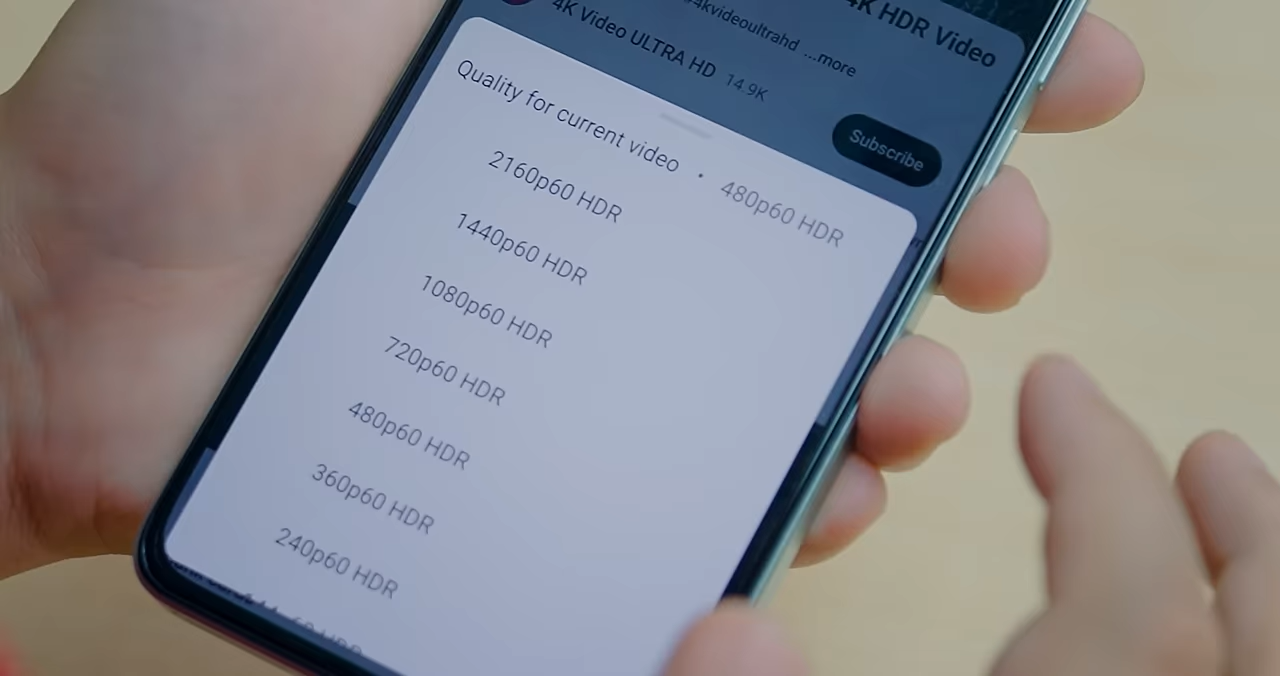 4K HDR Video
#4kvideoultrahd ...more
4K Video ULTRA HD 14.9K
Subscribe
Quality for current video • 480p60 HDR
2160p60 HDR
1440p60 HDR
1080p60 HDR
720p60 HDR
480p60 HDR
360p60 HDR
240p60 HDR